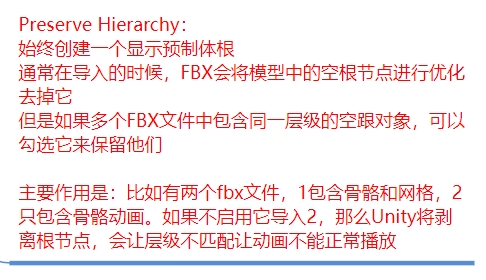 Preserve Hierarchy：
始终创建一个显示预制体根
通常在导入的时候，FBX会将模型中的空根节点进行优化
去掉它
但是如果多个FBX文件中包含同一层级的空跟对象，可以
勾选它来保留他们
主要作用是：比如有两个fbx文件，1包含骨骼和网格，2
只包含骨骼动画。如果不启用它导入2，那么Unity将剥
离根节点，会让层级不匹配让动画不能正常播放